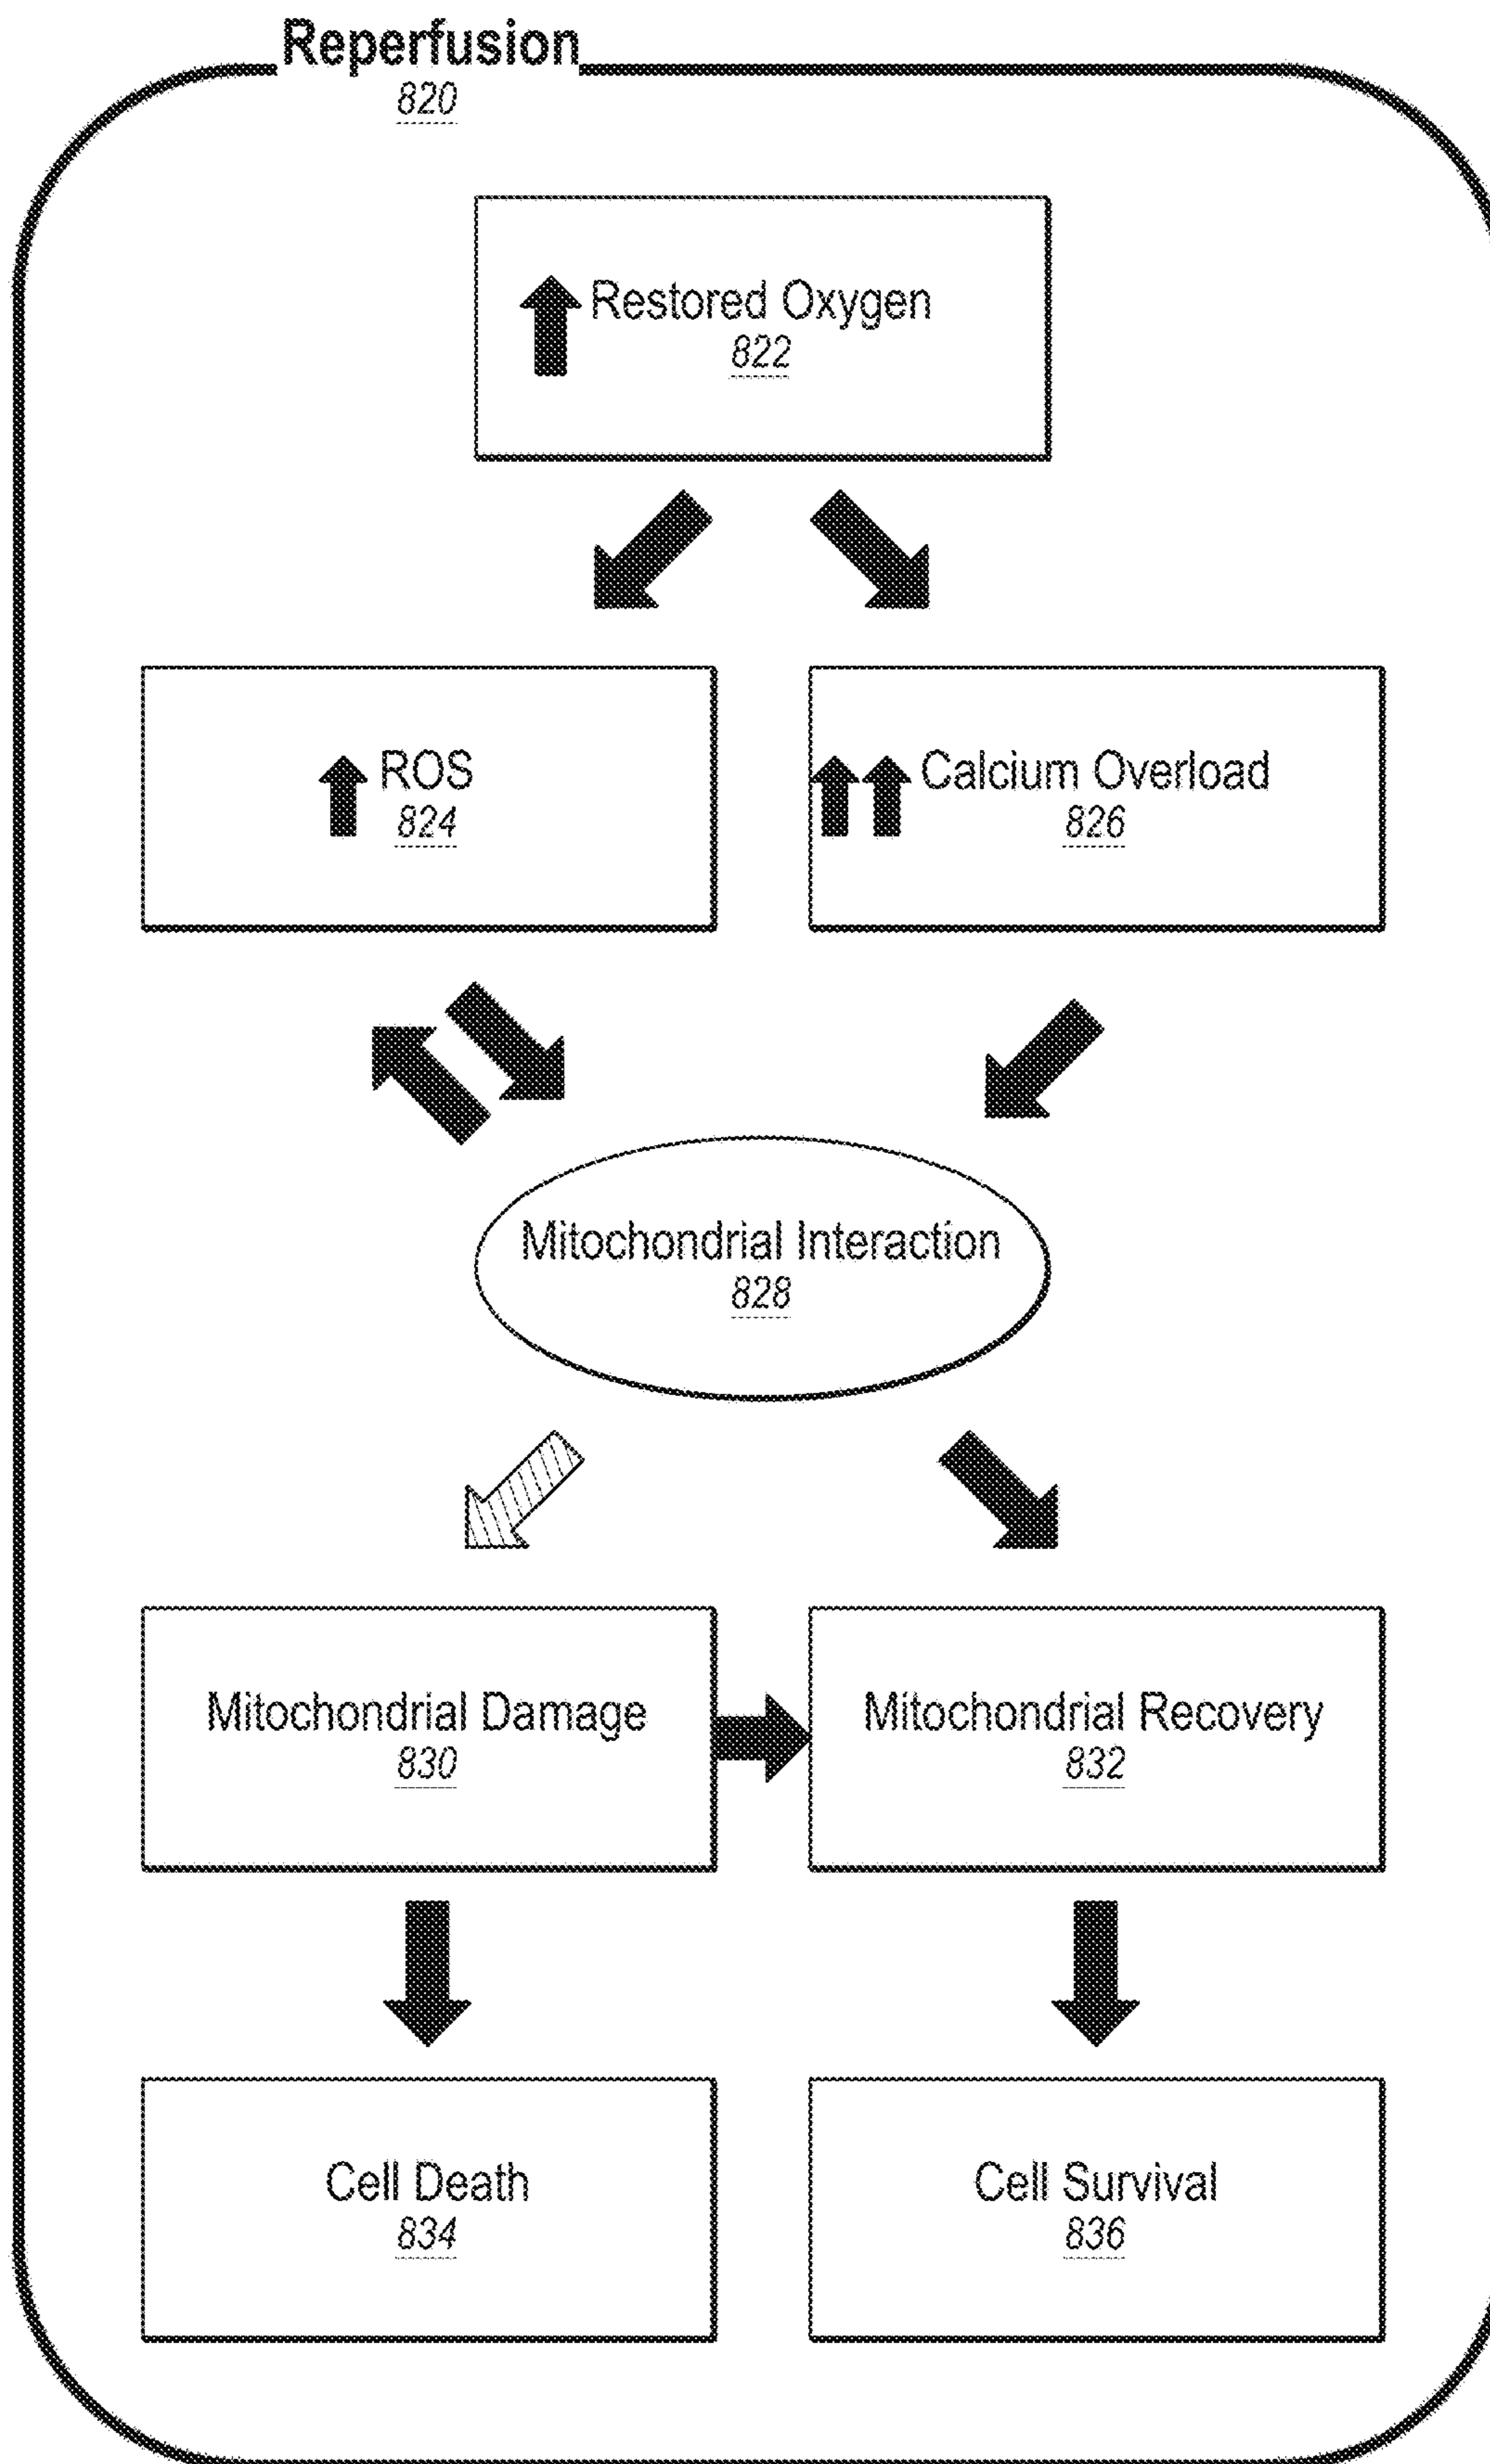 Reperfusion
820
Restored Oxygen
822
ROS
824
Calcium Overload
826
Mitochondrial Interaction
828
Mitochondrial Damage
830
Mitochondrial Recovery
832
Cell Death
834
Cell Survival
836